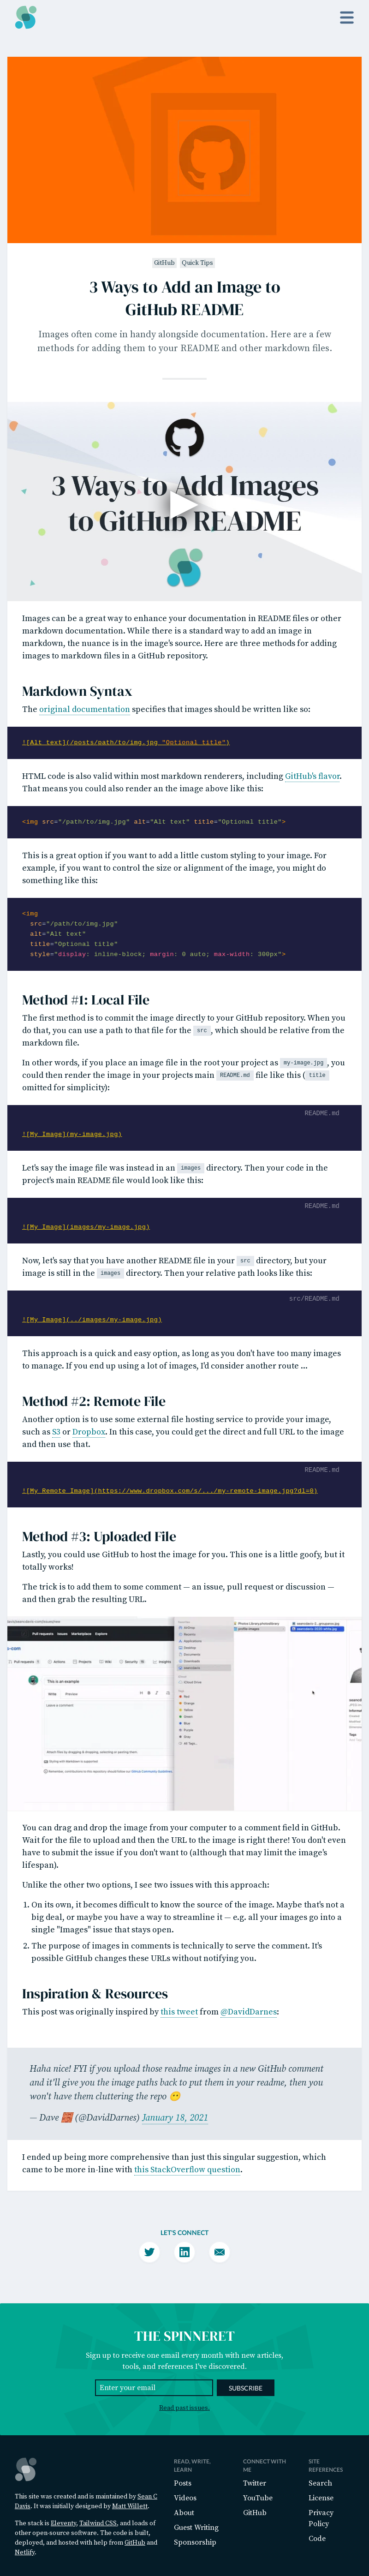 GitHub Quick Tips
3 Ways to Add an Image to
GitHub README
Images often come in handy alongside documentation. Here are a few
methods for adding them to your README and other markdown files.
3 Ways to Add Images
to GitHub README
Images can be a great way to enhance your documentation in README files or other
markdown documentation. While there is a standard way to add an image in
markdown, the nuance is in the image's source. Here are three methods for adding
images to markdown files in a GitHub repository.
Markdown Syntax
The original documentation specifies that images should be written like so:
![Alt text](/posts/path/to/img.jpg "Optional title")
HTML code is also valid within most markdown renderers, including GitHub's flavor.
That means you could also render an the image above like this:
<img src="/path/to/img.jpg" alt="Alt text" title="Optional title">
This is a great option if you want to add a little custom styling to your image. For
example, if you want to control the size or alignment of the image, you might do
something like this:
<img
src="/path/to/img.jpg"
alt="Alt text"
title="Optional title"
style="display: inline-block; margin: 0 auto; max-width: 300px">
Method #1: Local File
The first method is to commit the image directly to your GitHub repository. When you
do that, you can use a path to that file for the src, which should be relative from the
markdown file.
In other words, if you place an image file in the root your project as my-image.jpg, you
could then render the image in your projects main README.md file like this (title
omitted for simplicity):
README.md
![My Image](my-image.jpg)
Let's say the image file was instead in an images directory. Then your code in the
project's main README file would look like this:
README.md
![My Image](images/my-image.jpg)
Now, let's say that you have another README file in your src directory, but your
image is still in the images directory. Then your relative path looks like this:
src/README.md
![My Image](../images/my-image.jpg)
This approach is a quick and easy option, as long as you don't have too many images
to manage. If you end up using a lot of images, I'd consider another route ...
Method #2: Remote File
Another option is to use some external file hosting service to provide your image,
such as S3 or Dropbox. In this case, you could get the direct and full URL to the image
and then use that.
README.md
![My Remote Image](https://www.dropbox.com/s/.../my-remote-image.jpg?dl=0)
Method #3: Uploaded File
Lastly, you could use GitHub to host the image for you. This one is a little goofy, but it
totally works!
The trick is to add them to some comment — an issue, pull request or discussion —
and then grab the resulting URL.
Pull requests Issues Marketplace Explore
Pull requests Actions Projects Wiki Security Insights
Write Preview
Leave a comment
You can drag and drop the image from your computer to a comment field in GitHub.
Wait for the file to upload and then the URL to the image is right there! You don't even
have to submit the issue if you don't want to (although that may limit the image's
lifespan).
Unlike the other two options, I see two issues with this approach:
1. On its own, it becomes difficult to know the source of the image. Maybe that's not a
big deal, or maybe you have a way to streamline it — e.g. all your images go into a
single "Images" issue that stays open.
2. The purpose of images in comments is technically to serve the comment. It's
possible GitHub changes these URLs without notifying you.
Inspiration & Resources
This post was originally inspired by this tweet from @DavidDarnes:
Haha nice! FYI if you upload those readme images in a new GitHub comment
and it'll give you the image paths back to put them in your readme, then you
won't have them cluttering the repo 🙂
— Dave 🧱 (@DavidDarnes) January 18, 2021
I ended up being more comprehensive than just this singular suggestion, which
came to be more in-line with this StackOverflow question.
LET'S CONNECT
THE SPINNERET
Sign up to receive one email every month with new articles,
tools, and references I've discovered.
Enter your email SUBSCRIBE
Read past issues.
This site was created and is maintained by Sean C
Davis. It was initially designed by Matt Willett.
The stack is Eleventy, Tailwind CSS, and loads of
other open-source software. The code is built,
deployed, and hosted with help from GitHub and
Netlify.
READ, WRITE,
LEARN
Posts
Videos
About
Guest Writing
Sponsorship
CONNECT WITH
ME
Twitter
YouTube
GitHub
SITE
REFERENCES
Search
License
Privacy
Policy
Code